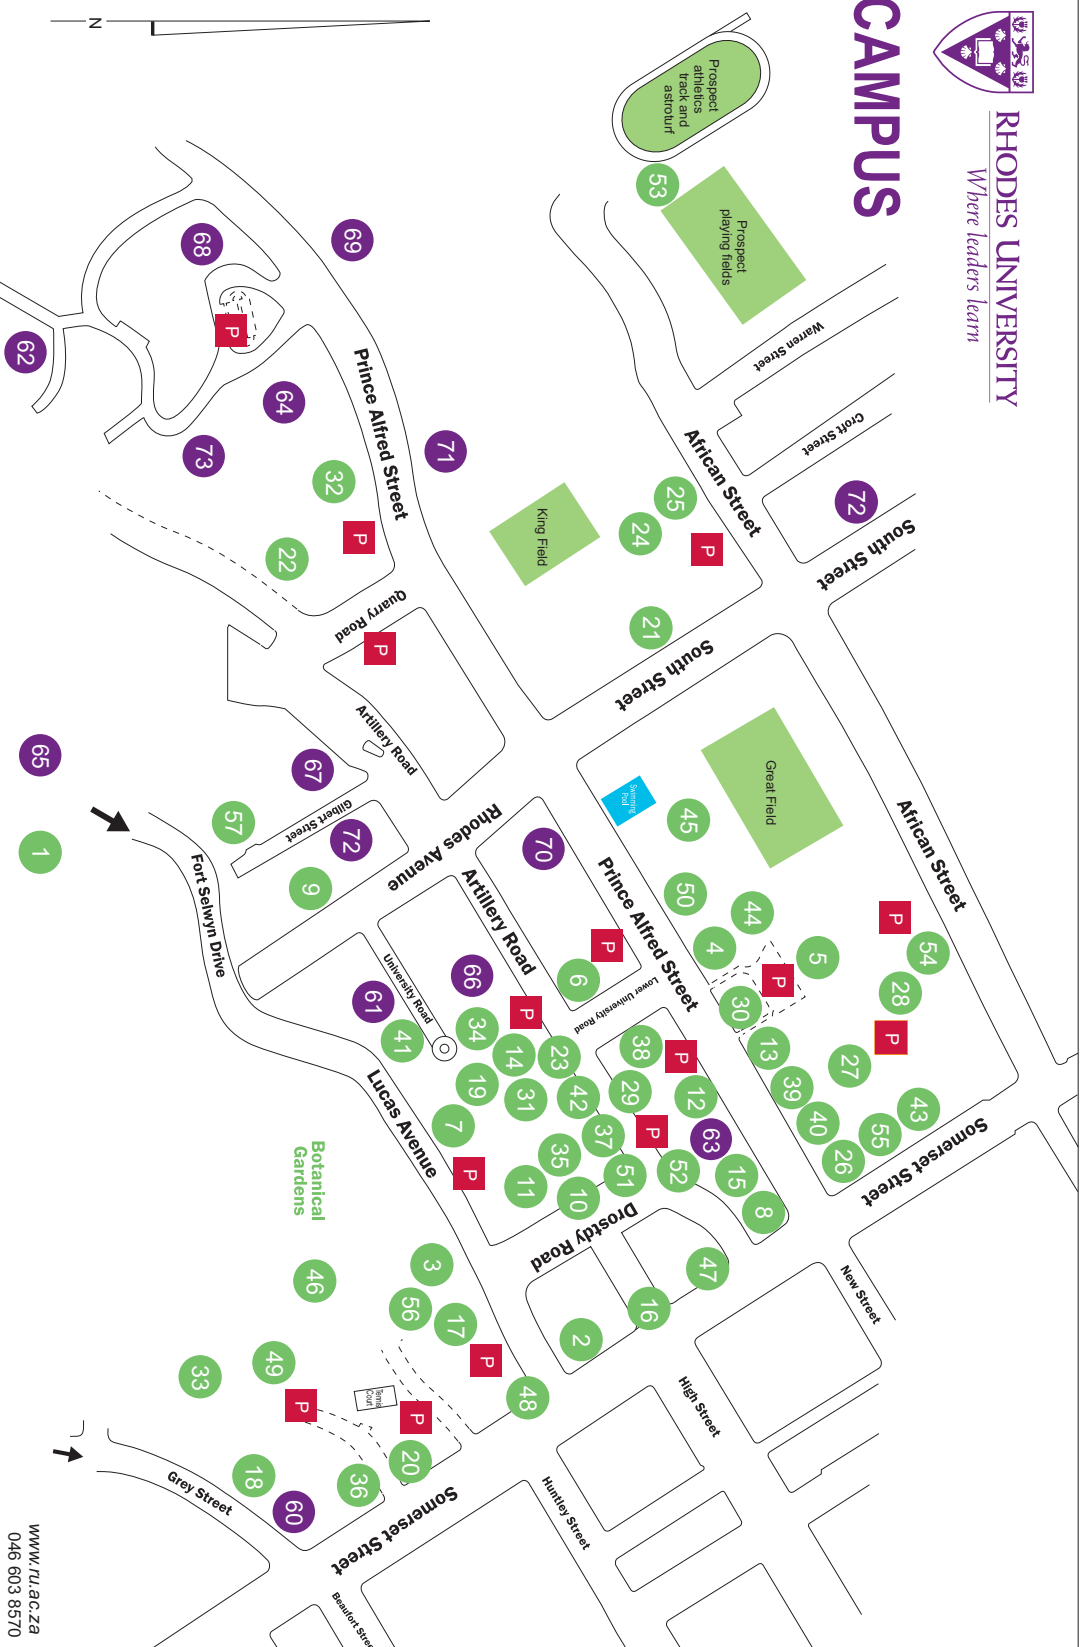 CAMPUS
RHODES UNIVERSITY
Where leaders learn
N
Prospect
athletics
track and
astroturf
53
Prospect
playing fields
Warren Street
Croft Street
72
South Street
African Street
25
24
P
21
King Field
South Street
69
68
P
62
64
73
Prince Alfred Street
71
32
P
22
Quarry Road
P
Artillery Road
65
1
67
57
Gilbert Street
72
9
Fort Selwyn Drive
Rhodes Avenue
Artillery Road
70
Swimming
Pool
Great Field
45
50
44
4
5
P
30
African Street
P
54
28
P
27
13
39
40
26
43
55
Somerset Street
Prince Alfred Street
P
6
Lower University Road
66
University Road
61
41
34
P
14
23
19
31
42
7
P
38
P
29
12
P
63
37
35
51
52
15
8
11
10
Lucas Avenue
Drostdy Road
Botanical
Gardens
47
16
2
New Street
High Street
46
3
56
17
P
48
49
33
P
Tennis
Court
P
20
36
18
60
Grey Street
Somerset Street
Huntley Street
Beaufort Stree
www.ru.ac.za
046 603 8570